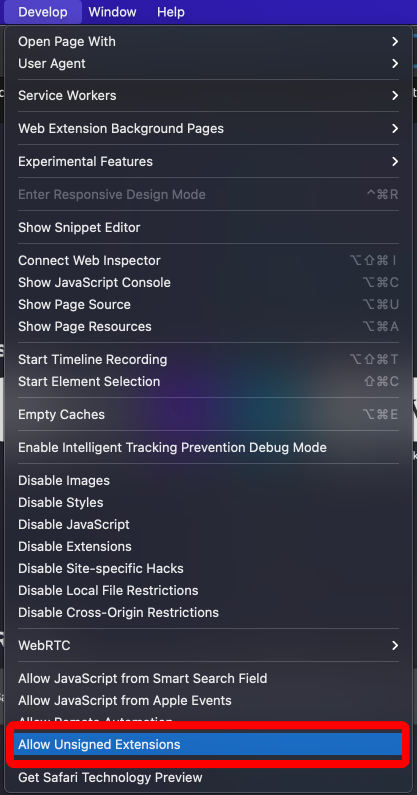 Develop Window Help
Open Page With
User Agent
Service Workers
Web Extension Background Pages
Experimental Features
Enter Responsive Design Mode ^⌘R
Show Snippet Editor
Connect Web Inspector ⌥⇧⌘I
Show JavaScript Console ⌥⌘C
Show Page Source ⌥⌘U
Show Page Resources ⌥⌘A
Start Timeline Recording ⌥⇧⌘T
Start Element Selection ⇧⌘C
Empty Caches ⌥⌘E
Enable Intelligent Tracking Prevention Debug Mode
Disable Images
Disable Styles
Disable JavaScript
Disable Extensions
Disable Site-specific Hacks
Disable Local File Restrictions
Disable Cross-Origin Restrictions
WebRTC
Allow JavaScript from Smart Search Field
Allow JavaScript from Apple Events
Allow Remote Automation
Allow Unsigned Extensions
Get Safari Technology Preview